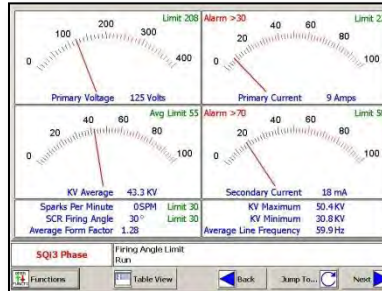 Limit 208
0 100 200 300 400
Primary Voltage 125 Volts
Alarm >30
0 20 40 60 80 100
Primary Current 9 Amps
Avg Limit 55
0 20 40 60 80 100
KV Average 43.3 KV
Alarm >70
0 20 40 60 80 100
Secondary Current 18 mA
Sparks Per Minute 0SPM Limit 30
SCR Firing Angle 30° Limit 30
Average Form Factor 1.28
KV Maximum 50.4KV
KV Minimum 30.8KV
Average Line Frequency 59.9Hz
SQI3 Phase
Firing Angle Limit
Run
Functions
Table View
Back
Jump To...
Next